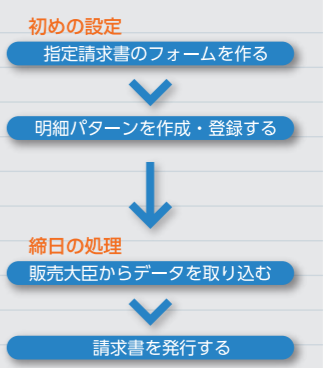 初めの設定
指定請求書のフォームを作る
明細パターンを作成・登録する
締日の処理
販売大臣からデータを取り込む
請求書を発行する